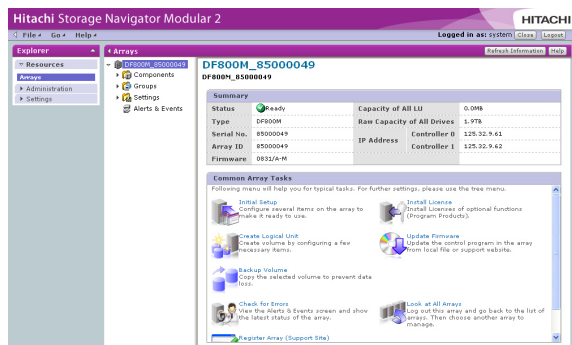 Hitachi Storage Navigator Modular 2
HITACHI
File Go Help
Logged in as: system Close Logout
Explorer
Arrays
Refresh Information Help
Resources
Arrays
Administration
Settings
DF800M_85000049
Components
Groups
Settings
Alerts & Events
DF800M_85000049
DF800M_85000049
Summary
Status Ready Capacity of All LU 0.0MB
Type DF800M Raw Capacity of All Drives 1.9TB
Serial No. 85000049 IP Address Controller 0 125.32.9.61
Array ID 85000049 Controller 1 125.32.9.62
Firmware 0831/A-M
Common Array Tasks
Following menu will help you for typical tasks. For further settings, please use the tree menu.
Initial Setup
Configure several items on the array to
make it ready to use.
Install License
Install Licenses of optional functions
(Program Products).
Create Logical Unit
Create volume by configuring a few
necessary items.
Update Firmware
Update the control program in the array
from local file or support website.
Backup Volume
Copy the selected volume to prevent data
loss.
Check for Errors
View the Alerts & Events screen and show
the latest status of the array.
Look at All Arrays
Log out this array and go back to the list of
arrays. Then choose another array to
manage.
Register Array (Support Site)